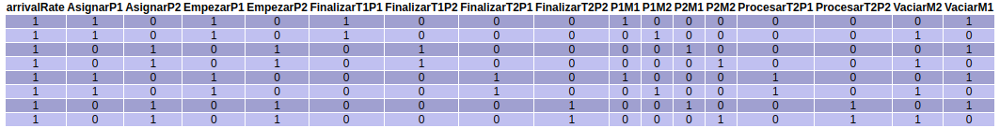 arrivalRate AsignarP1 AsignarP2 EmpezarP1 EmpezarP2 FinalizarT1P1 FinalizarT1P2 FinalizarT2P1 FinalizarT2P2 P1M1 P1M2 P2M1 P2M2 ProcesarT2P1 ProcesarT2P2 VaciarM2 VaciarM1
1 1 0 1 0 1 0 0 0 1 0 0 0 0 0 0 1
1 1 0 1 0 1 0 0 0 0 1 0 0 0 0 1 0
1 0 1 0 1 0 1 0 0 0 0 1 0 0 0 0 1
1 0 1 0 1 0 1 0 0 0 0 0 1 0 0 1 0
1 1 0 1 0 0 0 1 0 1 0 0 0 1 0 0 1
1 1 0 1 0 0 0 1 0 0 1 0 0 1 0 1 0
1 0 1 0 1 0 0 0 1 0 0 1 0 0 1 0 1
1 0 1 0 1 0 0 0 1 0 0 0 1 0 1 1 0